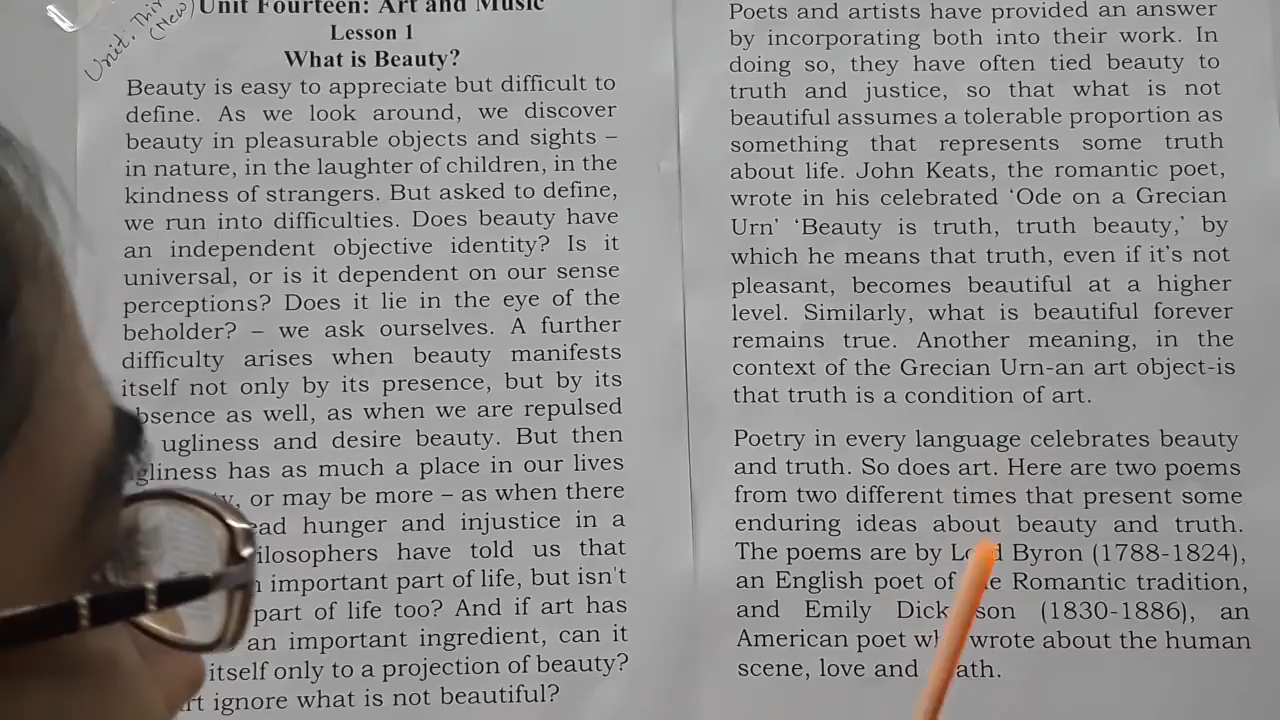 Unit Fourteen: Art and Music
Unit: Thir
(New)
Lesson 1
What is Beauty?
Beauty is easy to appreciate but difficult to
define. As we look around, we discover
beauty in pleasurable objects and sights –
in nature, in the laughter of children, in the
kindness of strangers. But asked to define,
we run into difficulties. Does beauty have
an independent objective identity? Is it
universal, or is it dependent on our sense
perceptions? Does it lie in the eye of the
beholder? – we ask ourselves. A further
difficulty arises when beauty manifests
itself not only by its presence, but by its
bsence as well, as when we are repulsed
ugliness and desire beauty. But then
gliness has as much a place in our lives
, or may be more – as when there
ead hunger and injustice in a
ilosophers have told us that
important part of life, but isn't
part of life too? And if art has
an important ingredient, can it
itself only to a projection of beauty?
rt ignore what is not beautiful?
Poets and artists have provided an answer
by incorporating both into their work. In
doing so, they have often tied beauty to
truth and justice, so that what is not
beautiful assumes a tolerable proportion as
something that represents some truth
about life. John Keats, the romantic poet,
wrote in his celebrated ‘Ode on a Grecian
Urn’ ‘Beauty is truth, truth beauty,’ by
which he means that truth, even if it's not
pleasant, becomes beautiful at a higher
level. Similarly, what is beautiful forever
remains true. Another meaning, in the
context of the Grecian Urn-an art object-is
that truth is a condition of art.
Poetry in every language celebrates beauty
and truth. So does art. Here are two poems
from two different times that present some
enduring ideas about beauty and truth.
The poems are by Lord Byron (1788-1824),
an English poet of the Romantic tradition,
and Emily Dickinson (1830-1886), an
American poet who wrote about the human
scene, love and death.